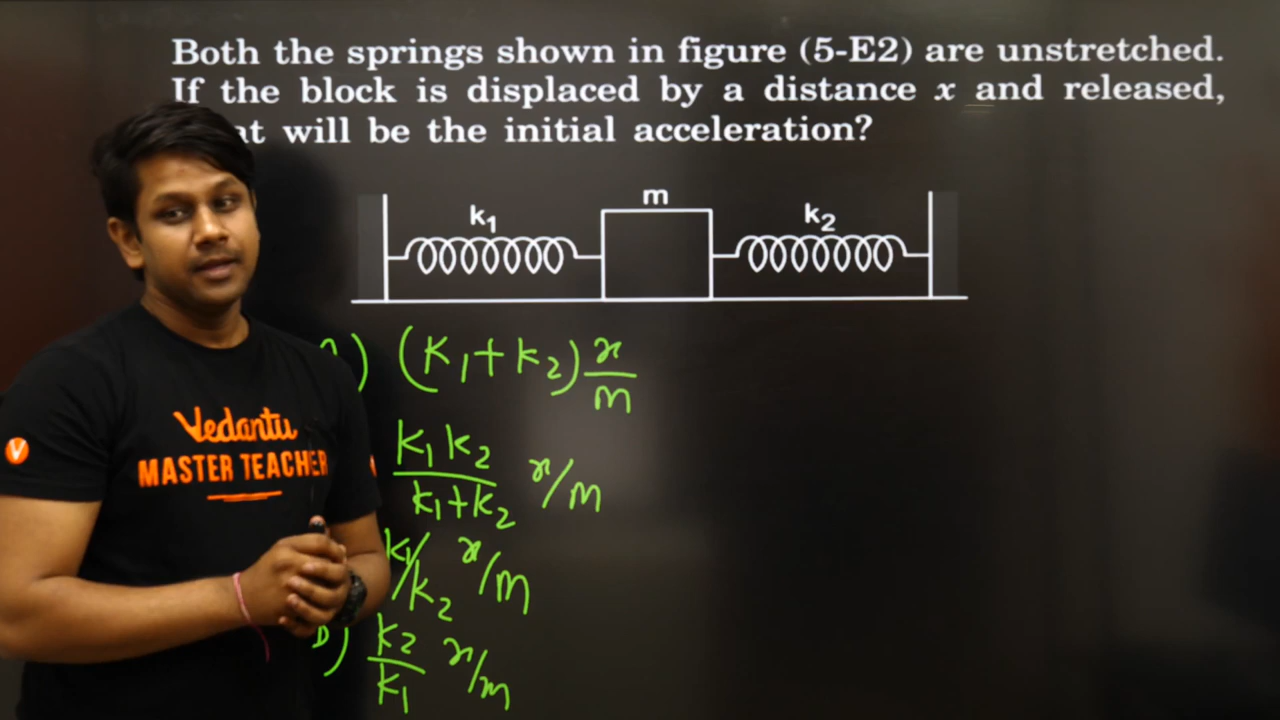 Both the springs shown in figure (5-E2) are unstretched.
If the block is displaced by a distance x and released,
will be the initial acceleration?
m
k₁
k₂
(K₁+K₂) x/m
K₁K₂/K₁+K₂ x/m
K₁/K₂ x/m
D) K₂/K₁ x/m
Vedantu
MASTER TEACHER
V